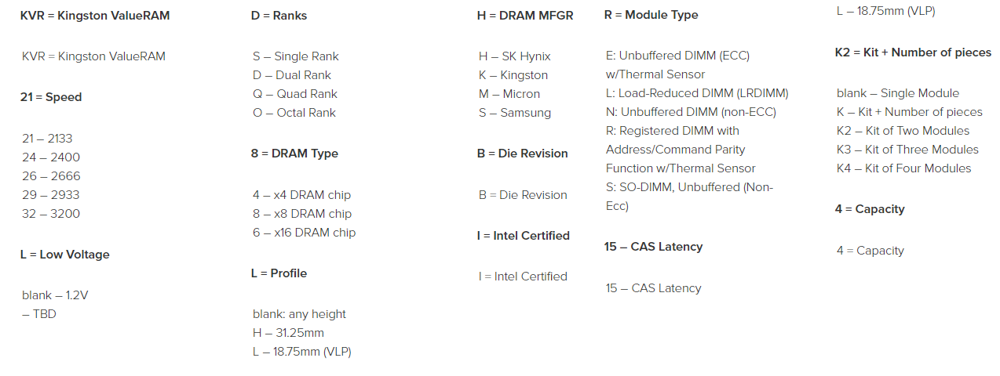 KVR = Kingston ValueRAM
KVR = Kingston ValueRAM
21 = Speed
21 – 2133
24 – 2400
26 – 2666
29 – 2933
32 – 3200
L = Low Voltage
blank – 1.2V
– TBD
D = Ranks
S – Single Rank
D – Dual Rank
Q – Quad Rank
O – Octal Rank
8 = DRAM Type
4 – x4 DRAM chip
8 – x8 DRAM chip
6 – x16 DRAM chip
L = Profile
blank: any height
H – 31.25mm
L – 18.75mm (VLP)
H = DRAM MFGR
H – SK Hynix
K – Kingston
M – Micron
S – Samsung
B = Die Revision
B = Die Revision
I = Intel Certified
I = Intel Certified
R = Module Type
E: Unbuffered DIMM (ECC)
w/Thermal Sensor
L: Load-Reduced DIMM (LRDIMM)
N: Unbuffered DIMM (non-ECC)
R: Registered DIMM with
Address/Command Parity
Function w/Thermal Sensor
S: SO-DIMM, Unbuffered (Non-
Ecc)
15 – CAS Latency
15 – CAS Latency
L – 18.75mm (VLP)
K2 = Kit + Number of pieces
blank – Single Module
K – Kit + Number of pieces
K2 – Kit of Two Modules
K3 – Kit of Three Modules
K4 – Kit of Four Modules
4 = Capacity
4 = Capacity